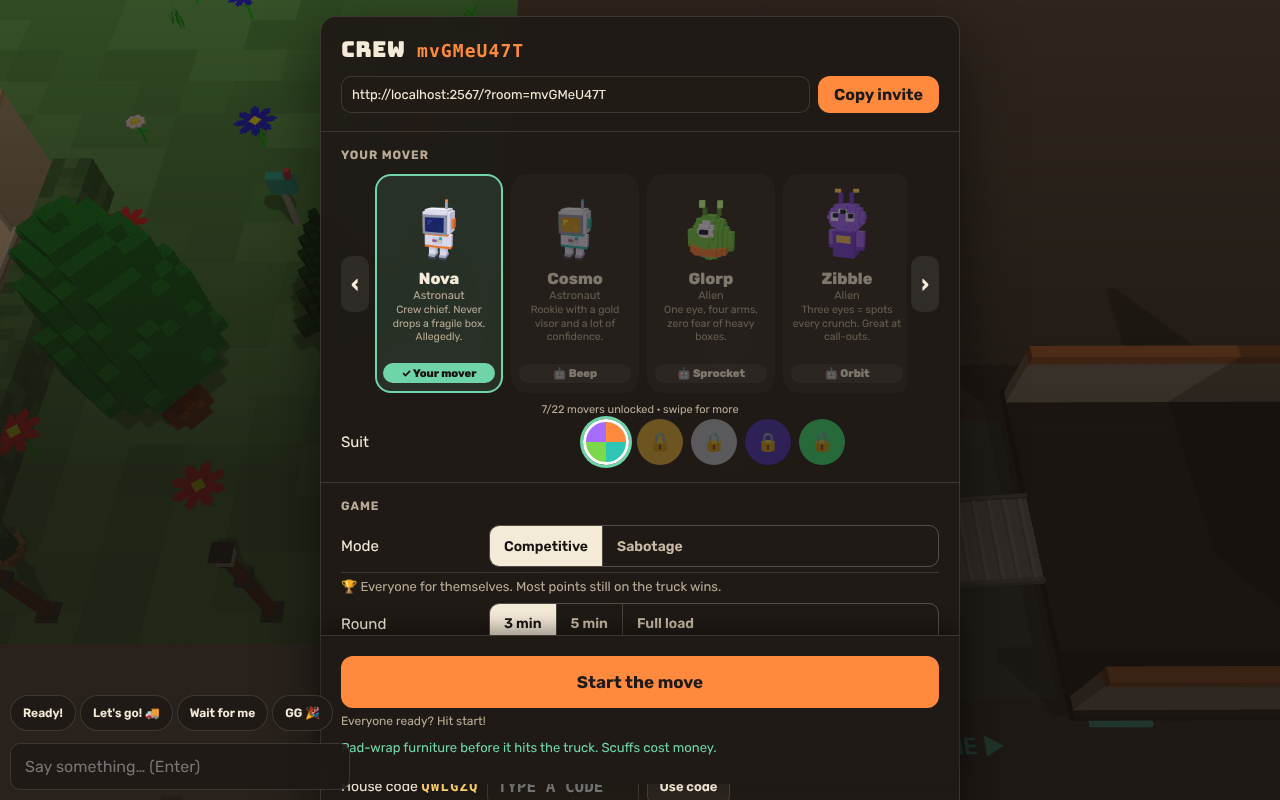 CREW mvGMeU47T
http://localhost:2567/?room=mvGMeU47T
Copy invite
YOUR MOVER
Nova
Astronaut
Crew chief. Never
drops a fragile box.
Allegedly.
✓ Your mover
Cosmo
Astronaut
Rookie with a gold
visor and a lot of
confidence.
🤖 Beep
Glorp
Alien
One eye, four arms,
zero fear of heavy
boxes.
🤖 Sprocket
Zibble
Alien
Three eyes = spots
every crunch. Great at
call-outs.
🤖 Orbit
7/22 movers unlocked • swipe for more
Suit
GAME
Mode
Competitive
Sabotage
🏆 Everyone for themselves. Most points still on the truck wins.
Round
3 min
5 min
Full load
Start the move
Everyone ready? Hit start!
Pad-wrap furniture before it hits the truck. Scuffs cost money.
House code QWLGZQ
TYPE A CODE
Use code
Ready!
Let's go! 🚚
Wait for me
GG 🎉
Say something… (Enter)